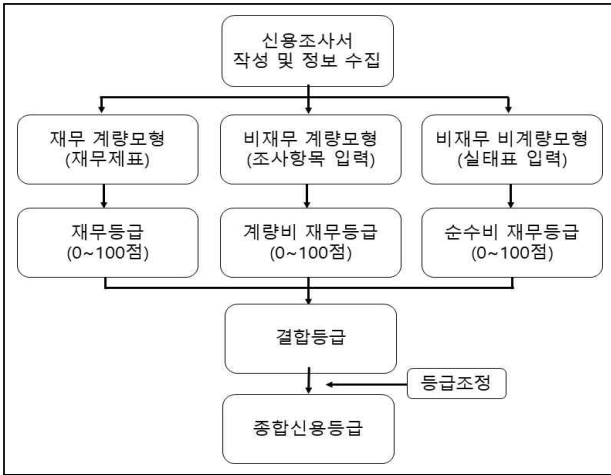 신용조사서
작성 및 정보 수집
재무 계량모형
(재무제표)
비재무 계량모형
(조사항목 입력)
비재무 비계량모형
(실태표 입력)
재무등급
(0~100점)
계량비 재무등급
(0~100점)
순수비 재무등급
(0~100점)
결합등급
등급조정
종합신용등급